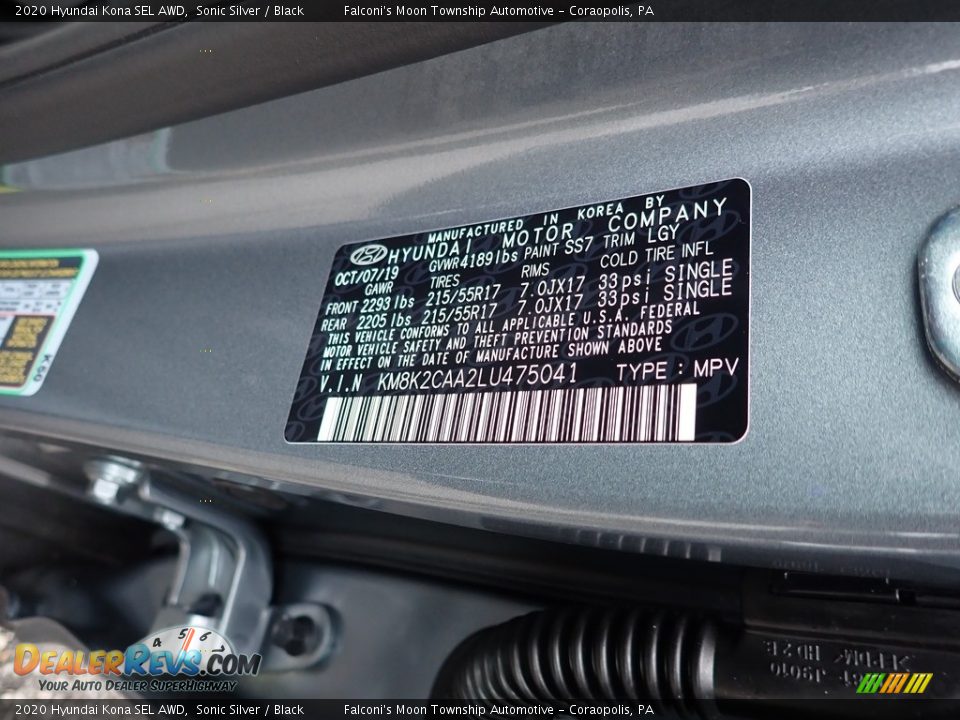 2020 Hyundai Kona SEL AWD, Sonic Silver / Black Falconi's Moon Township Automotive - Coraopolis, PA
MANUFACTURED IN KOREA BY
HYUNDAI MOTOR COMPANY
OCT/07/19 GVWR4189lbs PAINT SS7 TRIM LGY
GAWR TIRES RIMS COLD TIRE INFL
FRONT 2293 lbs 215/55R17 7.0JX17 33psi SINGLE
REAR 2205 lbs 215/55R17 7.0JX17 33psi SINGLE
THIS VEHICLE CONFORMS TO ALL APPLICABLE U.S.A. FEDERAL
MOTOR VEHICLE SAFETY AND THEFT PREVENTION STANDARDS
IN EFFECT ON THE DATE OF MANUFACTURE SHOWN ABOVE
V.I.N KM8K2CAA2LU475041 TYPE : MPV
K60
4 5 6
DEALERREVS.COM
YOUR AUTO DEALER SUPERHIGHWAY
2020 Hyundai Kona SEL AWD, Sonic Silver / Black Falconi's Moon Township Automotive - Coraopolis, PA